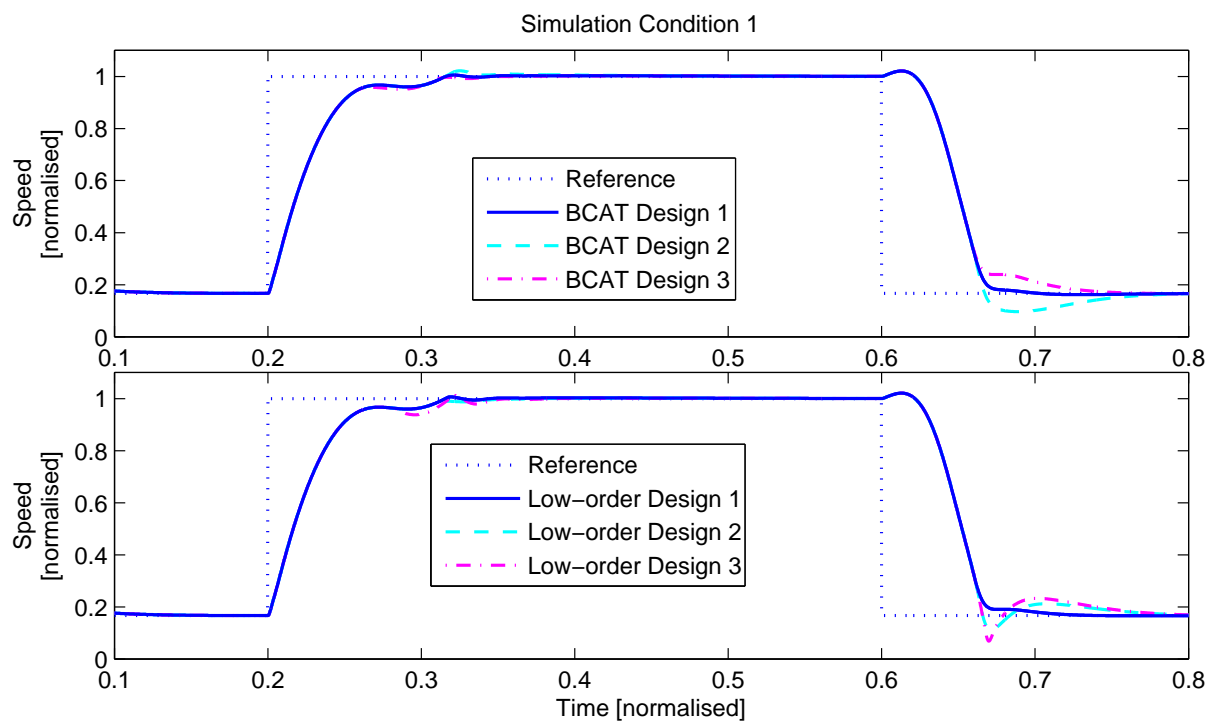 Simulation Condition 1
1
0.8
0.6
0.4
0.2
0
Speed
[normalised]
Reference
BCAT Design 1
BCAT Design 2
BCAT Design 3
0.1 0.2 0.3 0.4 0.5 0.6 0.7 0.8
1
0.8
0.6
0.4
0.2
0
Speed
[normalised]
Reference
Low−order Design 1
Low−order Design 2
Low−order Design 3
0.1 0.2 0.3 0.4 0.5 0.6 0.7 0.8
Time [normalised]